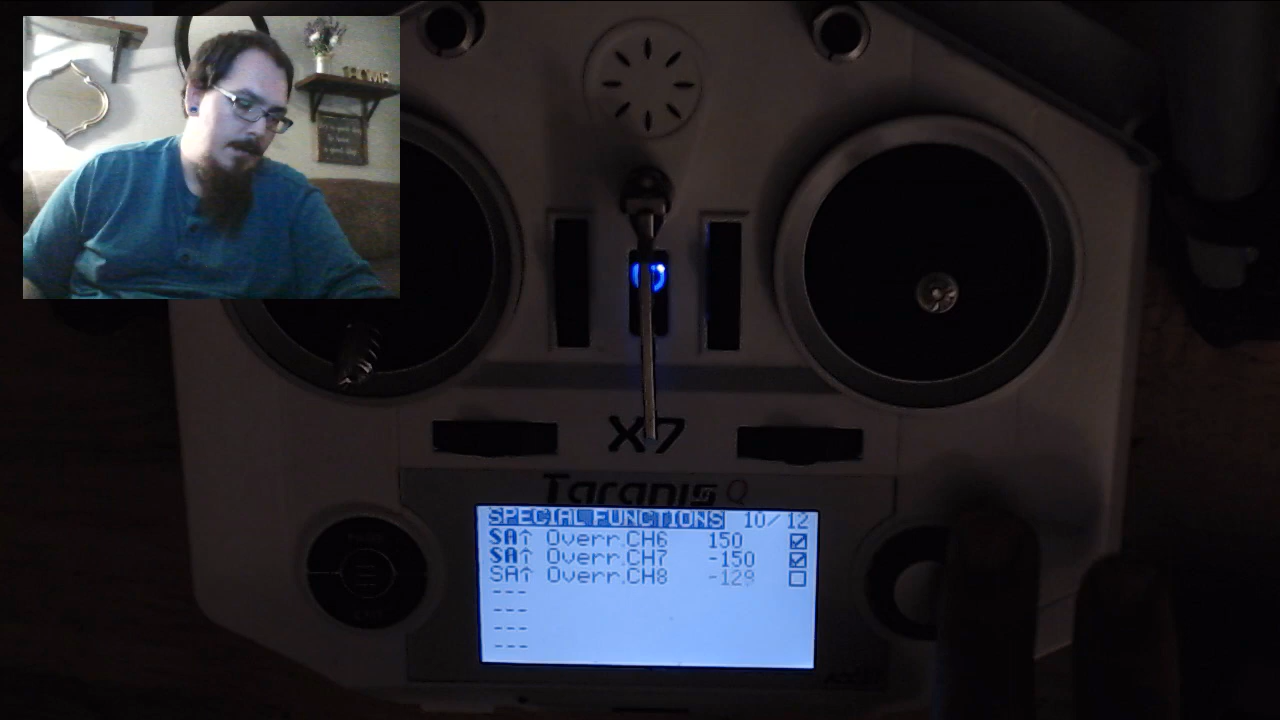 HOME
X7
Taranis Q
SPECIAL FUNCTIONS 10/12
SA↑ Overr.CH6 150
SA↑ Overr.CH7 -150
SA↑ Overr.CH8 -129
---
---
---
---